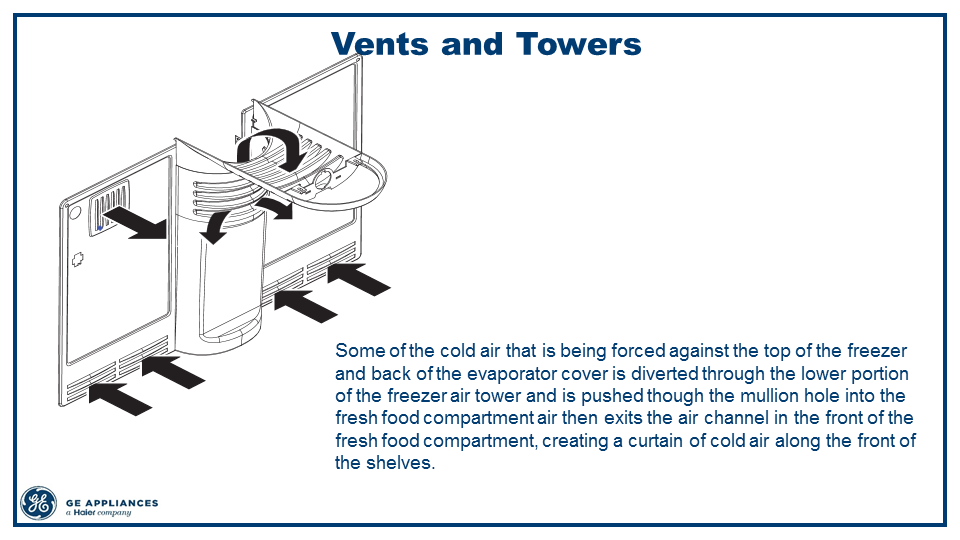 Vents and Towers
Some of the cold air that is being forced against the top of the freezer
and back of the evaporator cover is diverted through the lower portion
of the freezer air tower and is pushed though the mullion hole into the
fresh food compartment air then exits the air channel in the front of the
fresh food compartment, creating a curtain of cold air along the front of
the shelves.
GE APPLIANCES
a Haier company